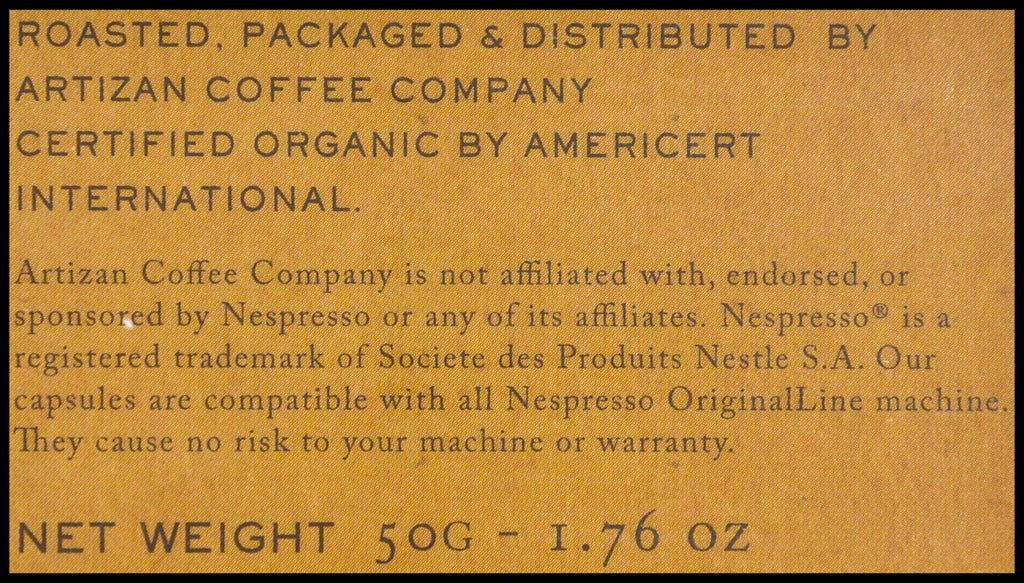 ROASTED, PACKAGED & DISTRIBUTED BY
ARTIZAN COFFEE COMPANY
CERTIFIED ORGANIC BY AMERICERT
INTERNATIONAL.
Artizan Coffee Company is not affiliated with, endorsed, or
sponsored by Nespresso or any of its affiliates. Nespresso® is a
registered trademark of Societe des Produits Nestle S.A. Our
capsules are compatible with all Nespresso OriginalLine machine.
They cause no risk to your machine or warranty.
NET WEIGHT 50G - 1.76 OZ